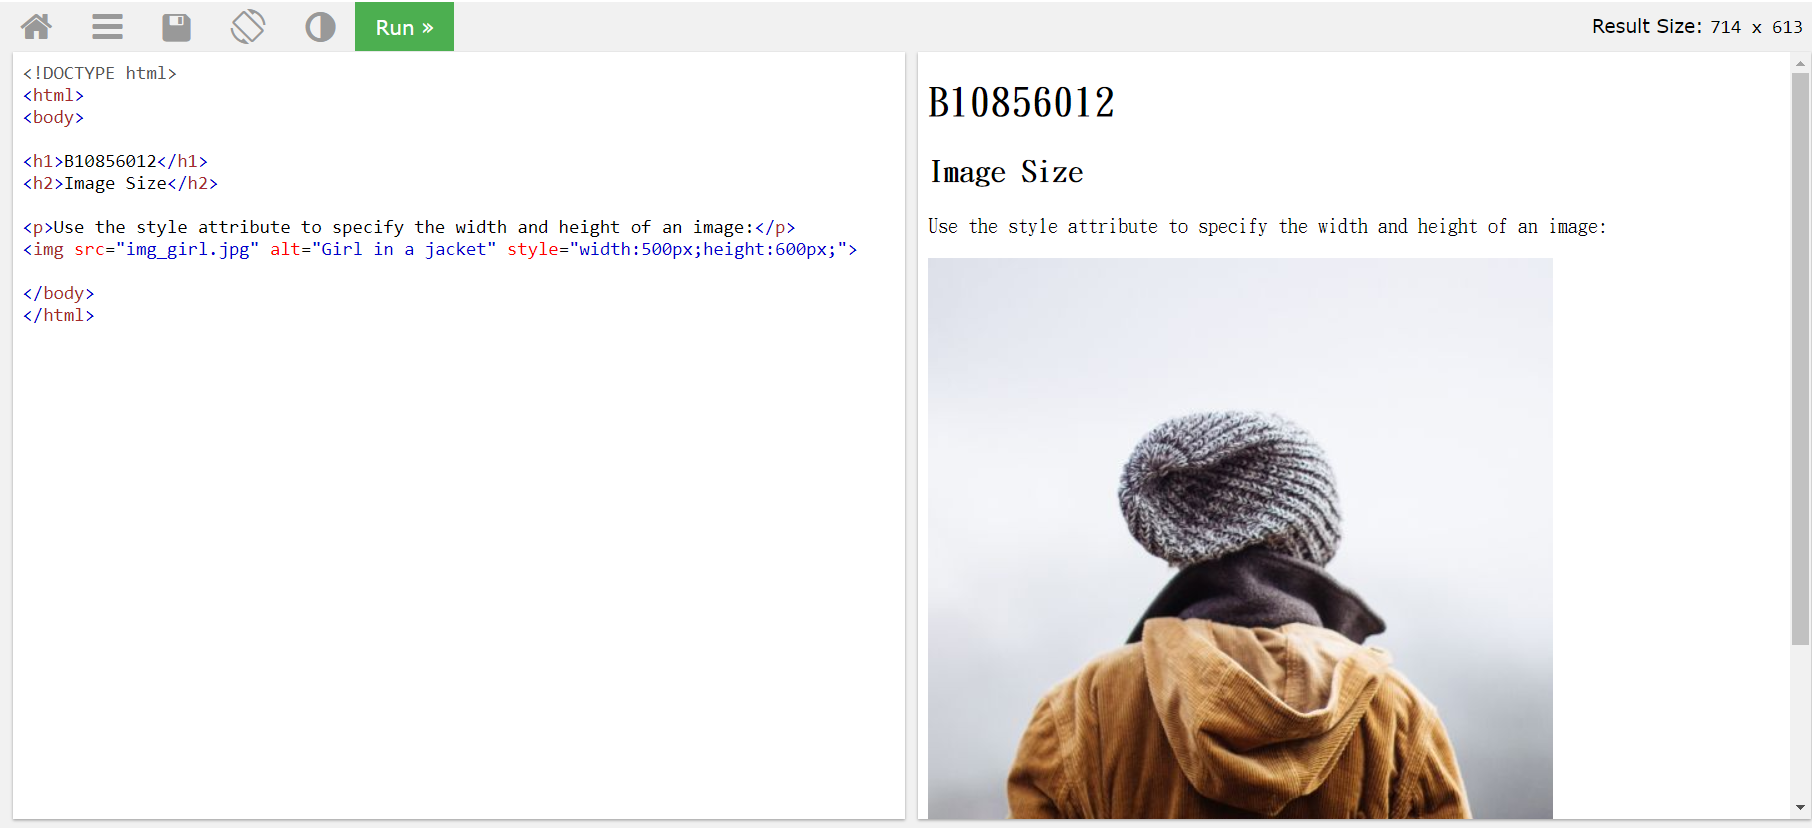 Run »
Result Size: 714 x 613
<!DOCTYPE html>
<html>
<body>
<h1>B10856012</h1>
<h2>Image Size</h2>
<p>Use the style attribute to specify the width and height of an image:</p>
<img src="img_girl.jpg" alt="Girl in a jacket" style="width:500px;height:600px;">
</body>
</html>
B10856012
Image Size
Use the style attribute to specify the width and height of an image: